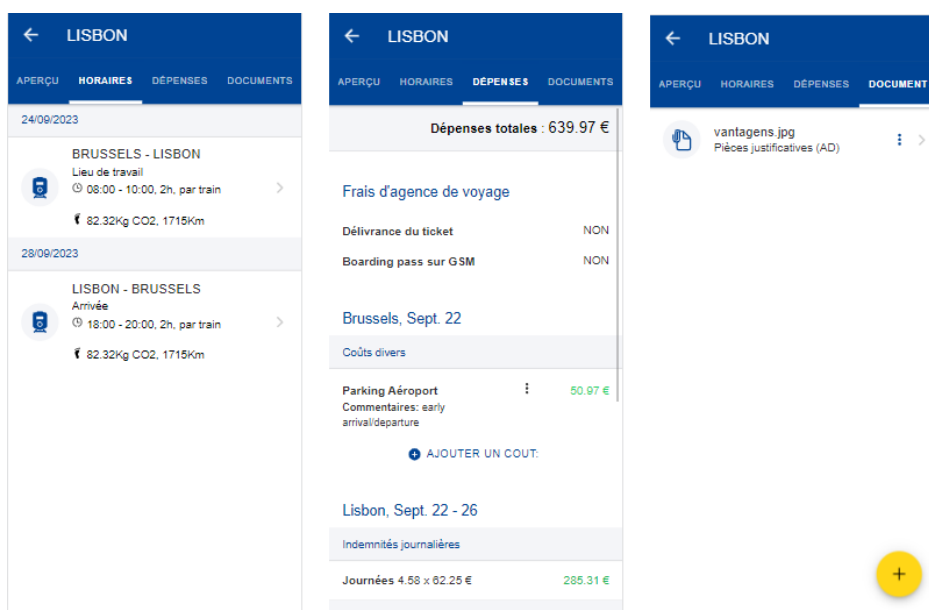 LISBON
APERÇU HORAIRES DÉPENSES DOCUMENTS
24/09/2023
BRUSSELS - LISBON
Lieu de travail
08:00 - 10:00, 2h, par train
82.32Kg CO2, 1715Km
28/09/2023
LISBON - BRUSSELS
Arrivée
18:00 - 20:00, 2h, par train
82.32Kg CO2, 1715Km
LISBON
APERÇU HORAIRES DÉPENSES DOCUMENTS
Dépenses totales : 639.97 €
Frais d'agence de voyage
Délivrance du ticket NON
Boarding pass sur GSM NON
Brussels, Sept. 22
Coûts divers
Parking Aéroport 50.97 €
Commentaires: early
arrival/departure
AJOUTER UN COUT:
Lisbon, Sept. 22 - 26
Indemnités journalières
Journées 4.58 x 62.25 € 285.31 €
LISBON
APERÇU HORAIRES DÉPENSES DOCUMENT
vantagens.jpg
Pièces justificatives (AD)